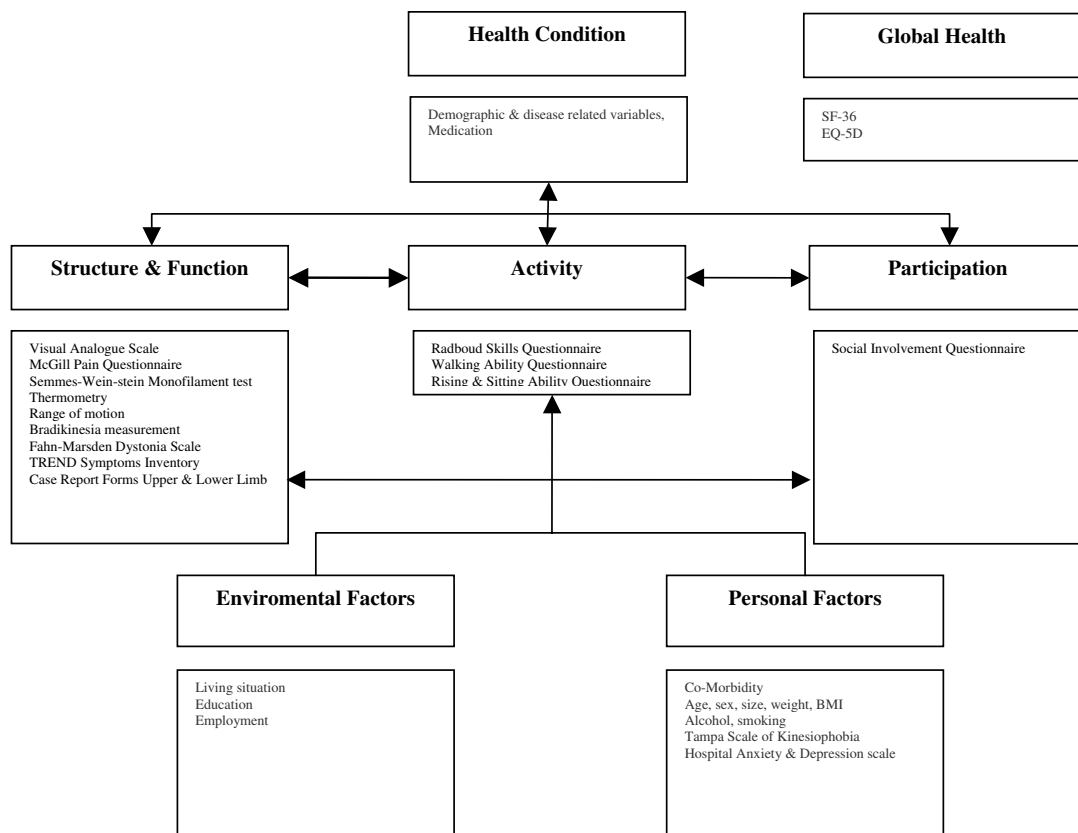 Health Condition
Global Health
Demographic & disease related variables,
Medication
SF-36
EQ-5D
Structure & Function
Activity
Participation
Visual Analogue Scale
McGill Pain Questionnaire
Semmes-Wein-stein Monofilament test
Thermometry
Range of motion
Bradikinesia measurement
Fahn-Marsden Dystonia Scale
TREND Symptoms Inventory
Case Report Forms Upper & Lower Limb
Radboud Skills Questionnaire
Walking Ability Questionnaire
Rising & Sitting Ability Questionnaire
Social Involvement Questionnaire
Enviromental Factors
Personal Factors
Living situation
Education
Employment
Co-Morbidity
Age, sex, size, weight, BMI
Alcohol, smoking
Tampa Scale of Kinesiophobia
Hospital Anxiety & Depression scale